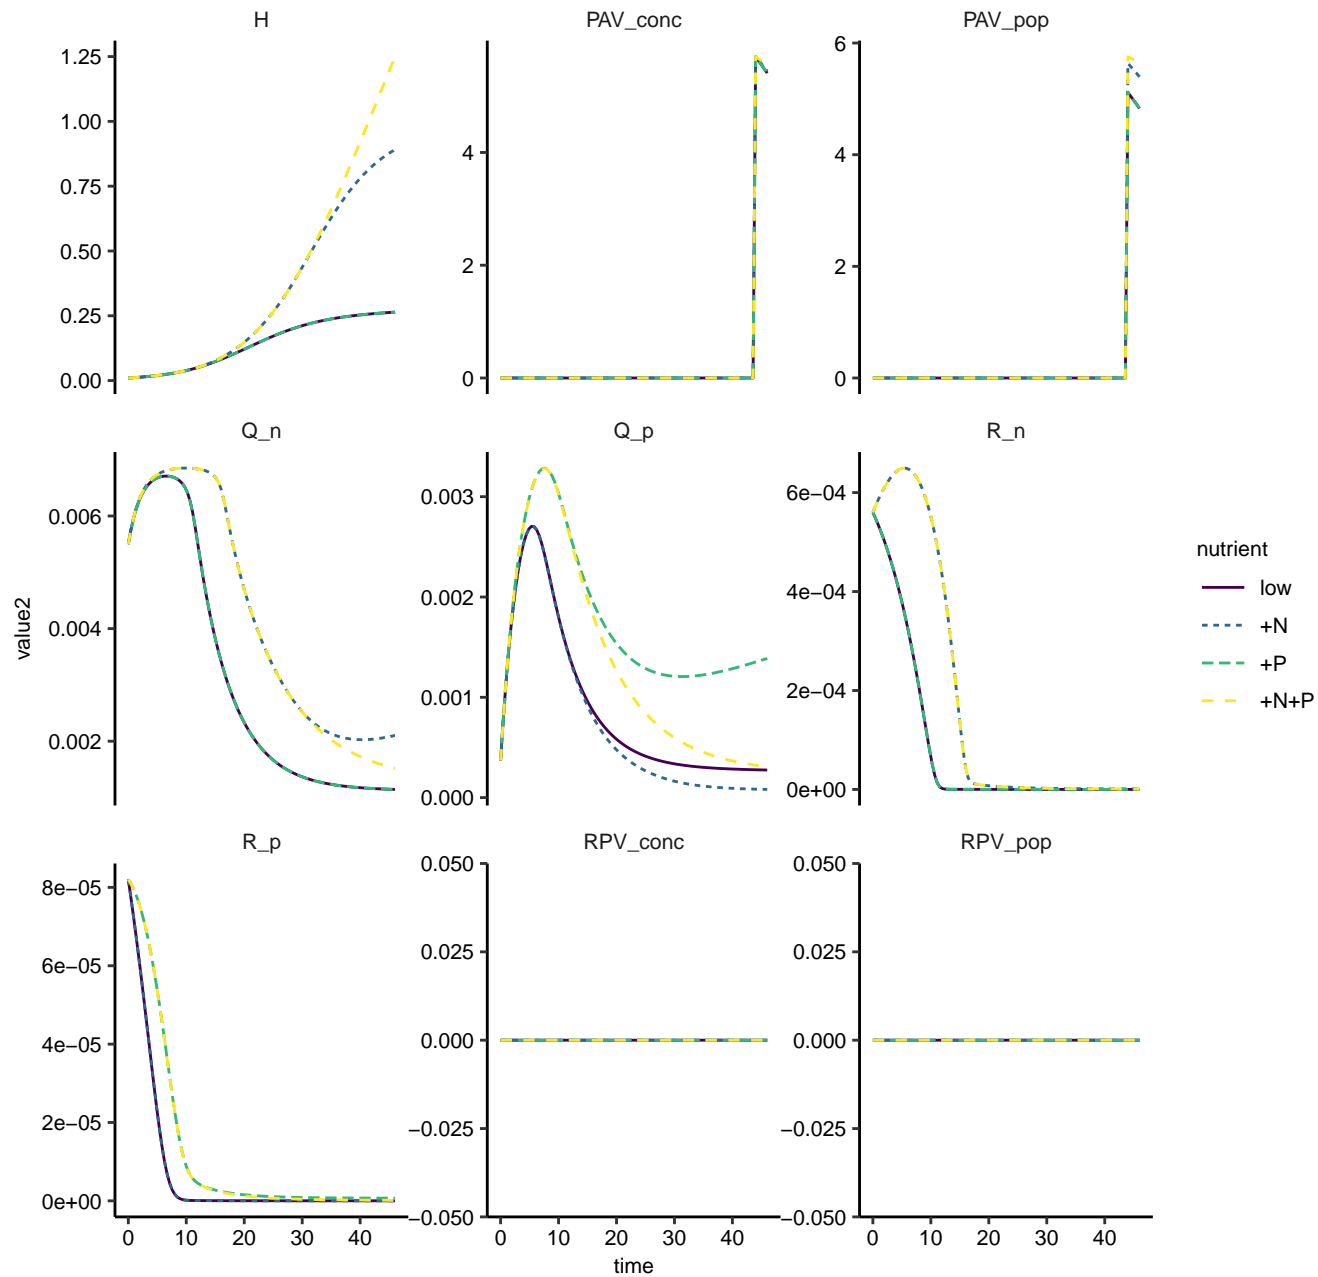 H
PAV_conc
PAV_pop
1.25
1.00
0.75
0.50
0.25
0.00
4
2
0
6
4
2
0
Q_n
Q_p
R_n
value2
0.006
0.004
0.002
0.003
0.002
0.001
0.000
6e−04
4e−04
2e−04
0e+00
nutrient
low
+N
+P
+N+P
R_p
RPV_conc
RPV_pop
8e−05
6e−05
4e−05
2e−05
0e+00
0.050
0.025
0.000
−0.025
−0.050
0.050
0.025
0.000
−0.025
−0.050
0 10 20 30 40
0 10 20 30 40
0 10 20 30 40
time